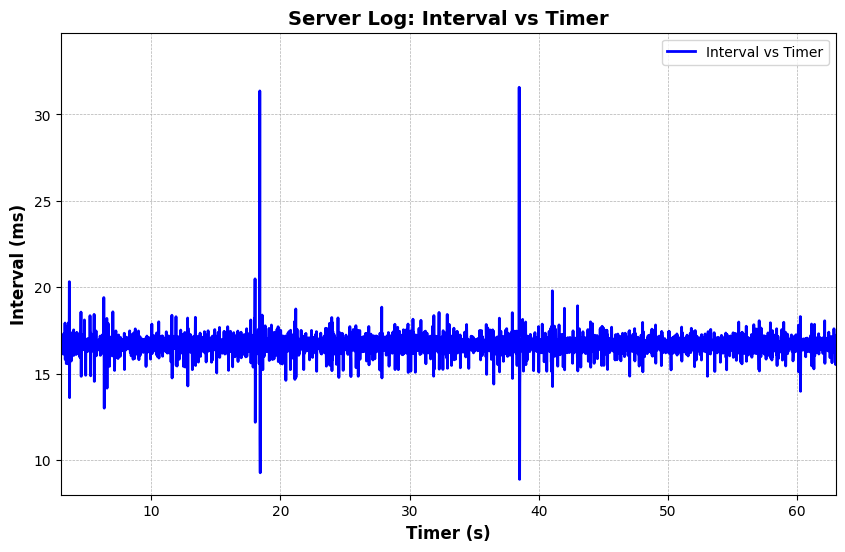 Server Log: Interval vs Timer
Interval vs Timer
Interval (ms)
30
25
20
15
10
10 20 30 40 50 60
Timer (s)